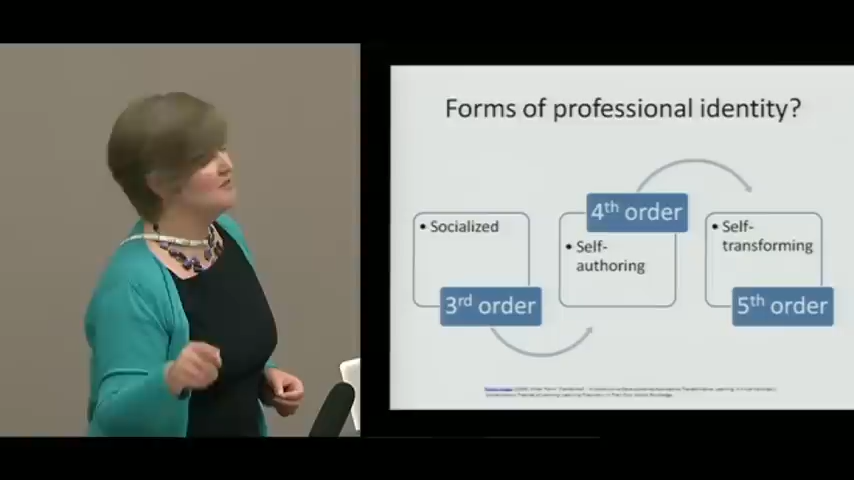 Forms of professional identity?
• Socialized
3rd order
4th order
• Self-
authoring
• Self-
transforming
5th order